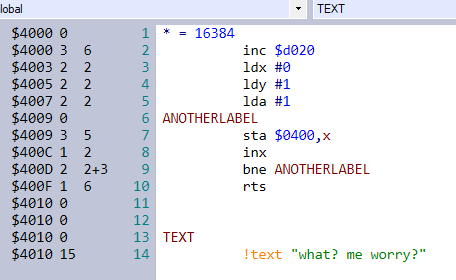 lobal TEXT
$4000 0 1 * = 16384
$4000 3 6 2 inc $d020
$4003 2 2 3 ldx #0
$4005 2 2 4 ldy #1
$4007 2 2 5 lda #1
$4009 0 6 ANOTHERLABEL
$4009 3 5 7 sta $0400,x
$400C 1 2 8 inx
$400D 2 2+3 9 bne ANOTHERLABEL
$400F 1 6 10 rts
$4010 0 11
$4010 0 12
$4010 0 13 TEXT
$4010 15 14 !text "what? me worry?"